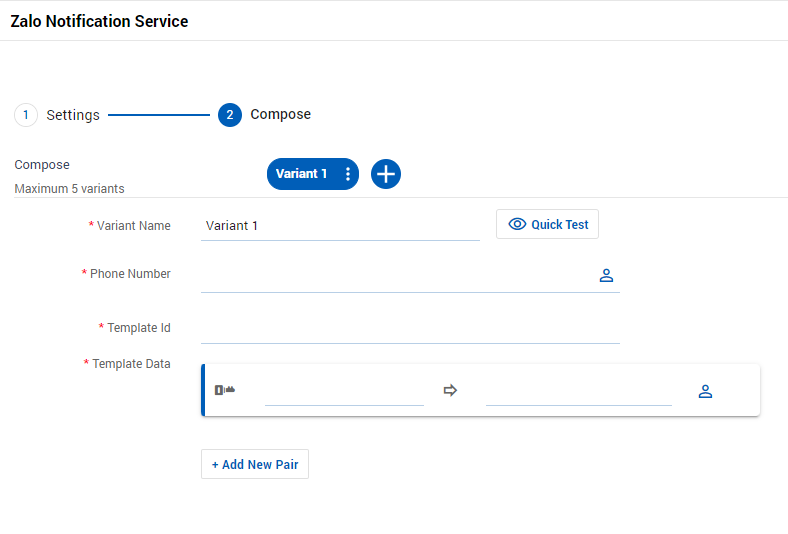 Zalo Notification Service
1 Settings 2 Compose
Compose
Maximum 5 variants
Variant 1
* Variant Name Variant 1 Quick Test
* Phone Number
* Template Id
* Template Data
+ Add New Pair